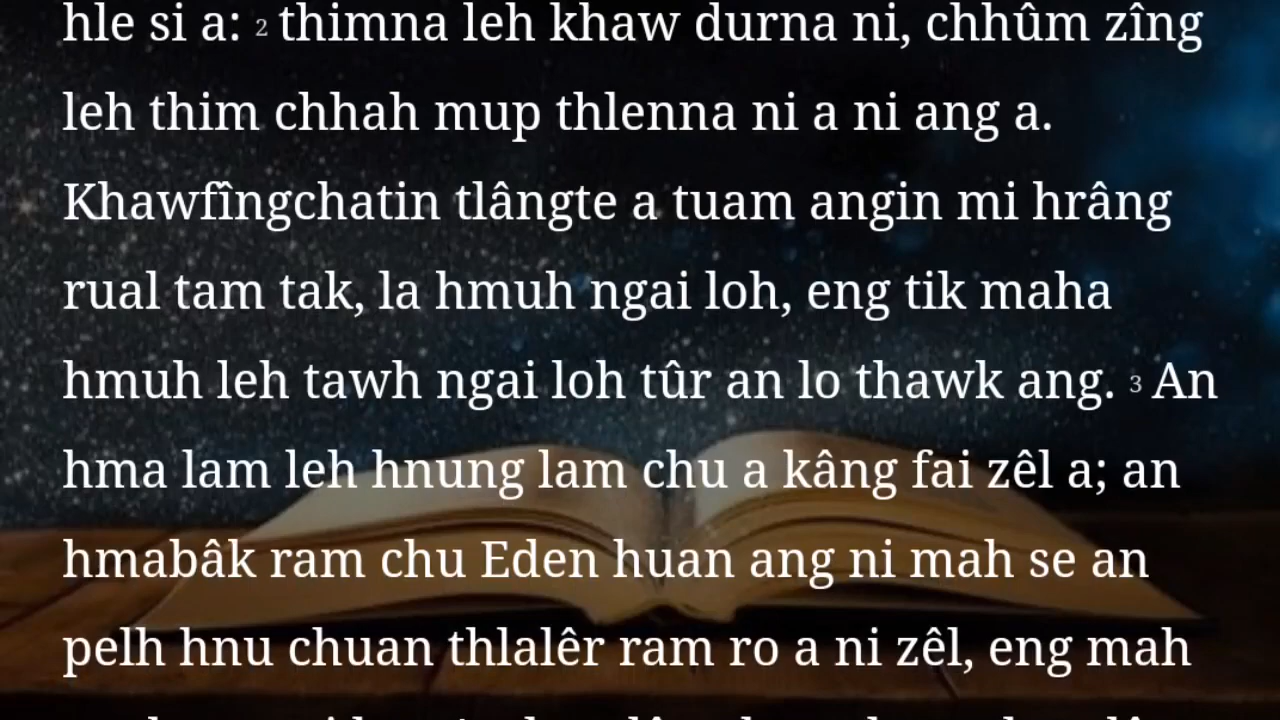 hle si a: 2 thimna leh khaw durna ni, chhûm zîng
leh thim chhah mup thlenna ni a ni ang a.
Khawfîngchatin tlângte a tuam angin mi hrâng
rual tam tak, la hmuh ngai loh, eng tik maha
hmuh leh tawh ngai loh tûr an lo thawk ang. 3 An
hma lam leh hnung lam chu a kâng fai zêl a; an
hmabâk ram chu Eden huan ang ni mah se an
pelh hnu chuan thlalêr ram ro a ni zêl, eng mah